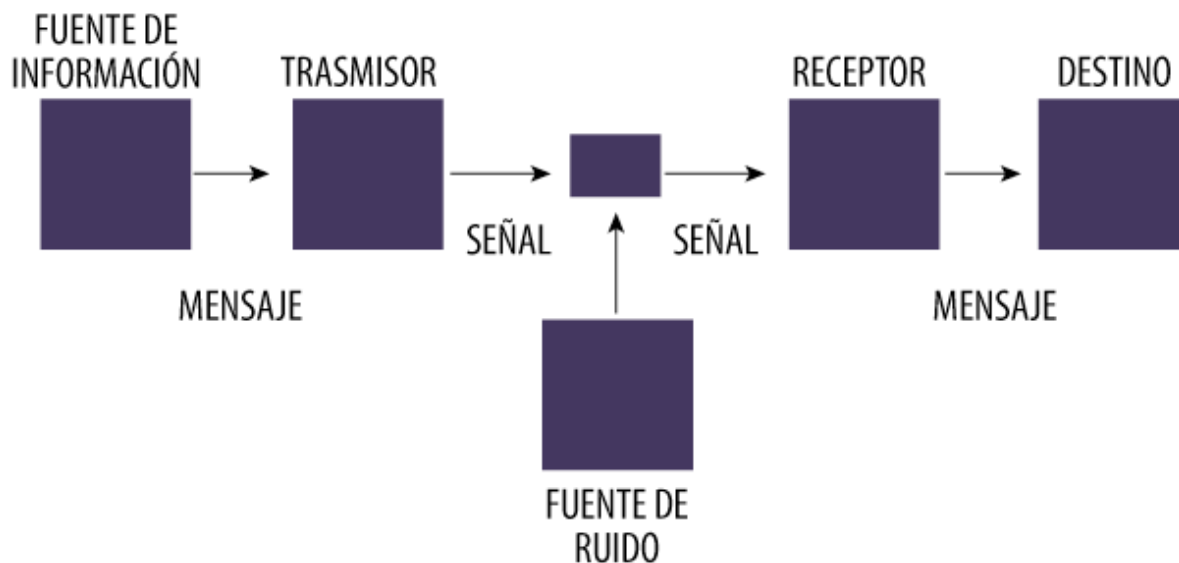 FUENTE DE
INFORMACIÓN
TRASMISOR
RECEPTOR
DESTINO
SEÑAL
SEÑAL
MENSAJE
MENSAJE
FUENTE DE
RUIDO